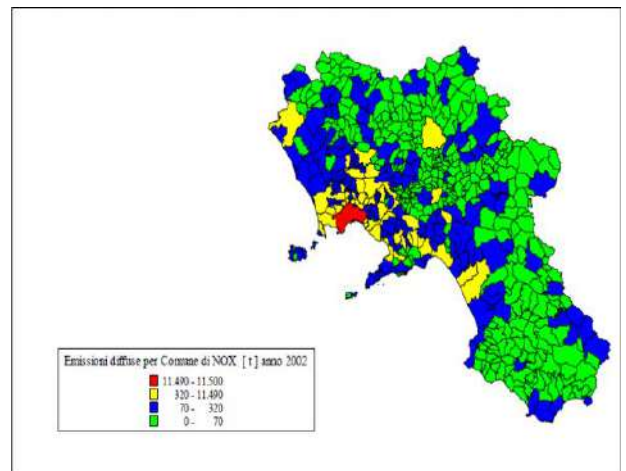 Emissioni diffuse per Comune di NOX [ t ] anno 2002
11.490 - 11.500
320 - 11.490
70 - 320
0 - 70